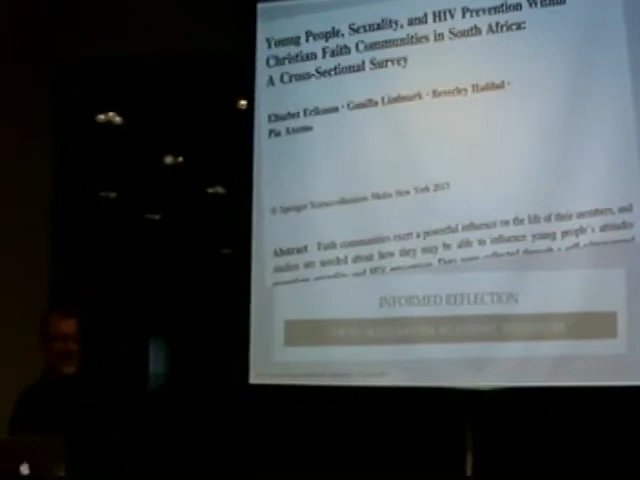 Young People, Sexuality, and HIV Prevention Within
Christian Faith Communities in South Africa:
A Cross-Sectional Survey
Elisabet Eriksson · Gunilla Lindmark · Beverley Haddad ·
Pia Axemo
© Springer Science+Business Media New York 2013
Abstract Faith communities exert a powerful influence on the life of their members, and
studies are needed about how they may be able to influence young people's attitudes
INFORMED REFLECTION